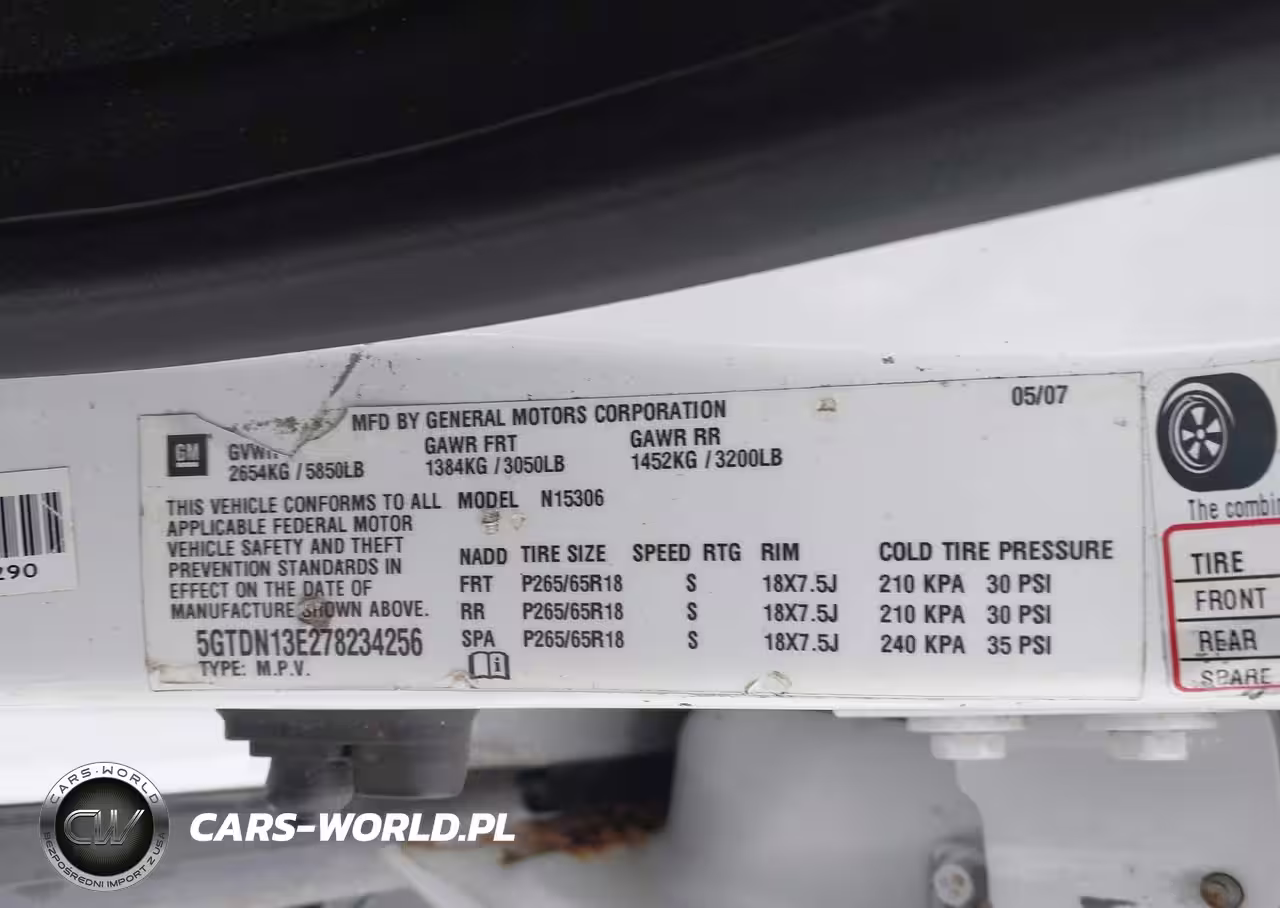 MFD BY GENERAL MOTORS CORPORATION 05/07
GM
GAWR FRT GAWR RR
2654KG / 5850LB 1384KG / 3050LB 1452KG / 3200LB
THIS VEHICLE CONFORMS TO ALL
APPLICABLE FEDERAL MOTOR
VEHICLE SAFETY AND THEFT
PREVENTION STANDARDS IN
EFFECT ON THE DATE OF
MANUFACTURE SHOWN ABOVE.
5GTDN13E278234256
TYPE: M.P.V.
MODEL N15306
NADD TIRE SIZE SPEED RTG RIM COLD TIRE PRESSURE
FRT P265/65R18 S 18X7.5J 210 KPA 30 PSI
RR P265/65R18 S 18X7.5J 210 KPA 30 PSI
SPA P265/65R18 S 18X7.5J 240 KPA 35 PSI
i
290
The combin
TIRE
FRONT
REAR
SPARE
CARS-WORLD
CW
BEZPOŚREDNI IMPORT Z USA
CARS-WORLD.PL